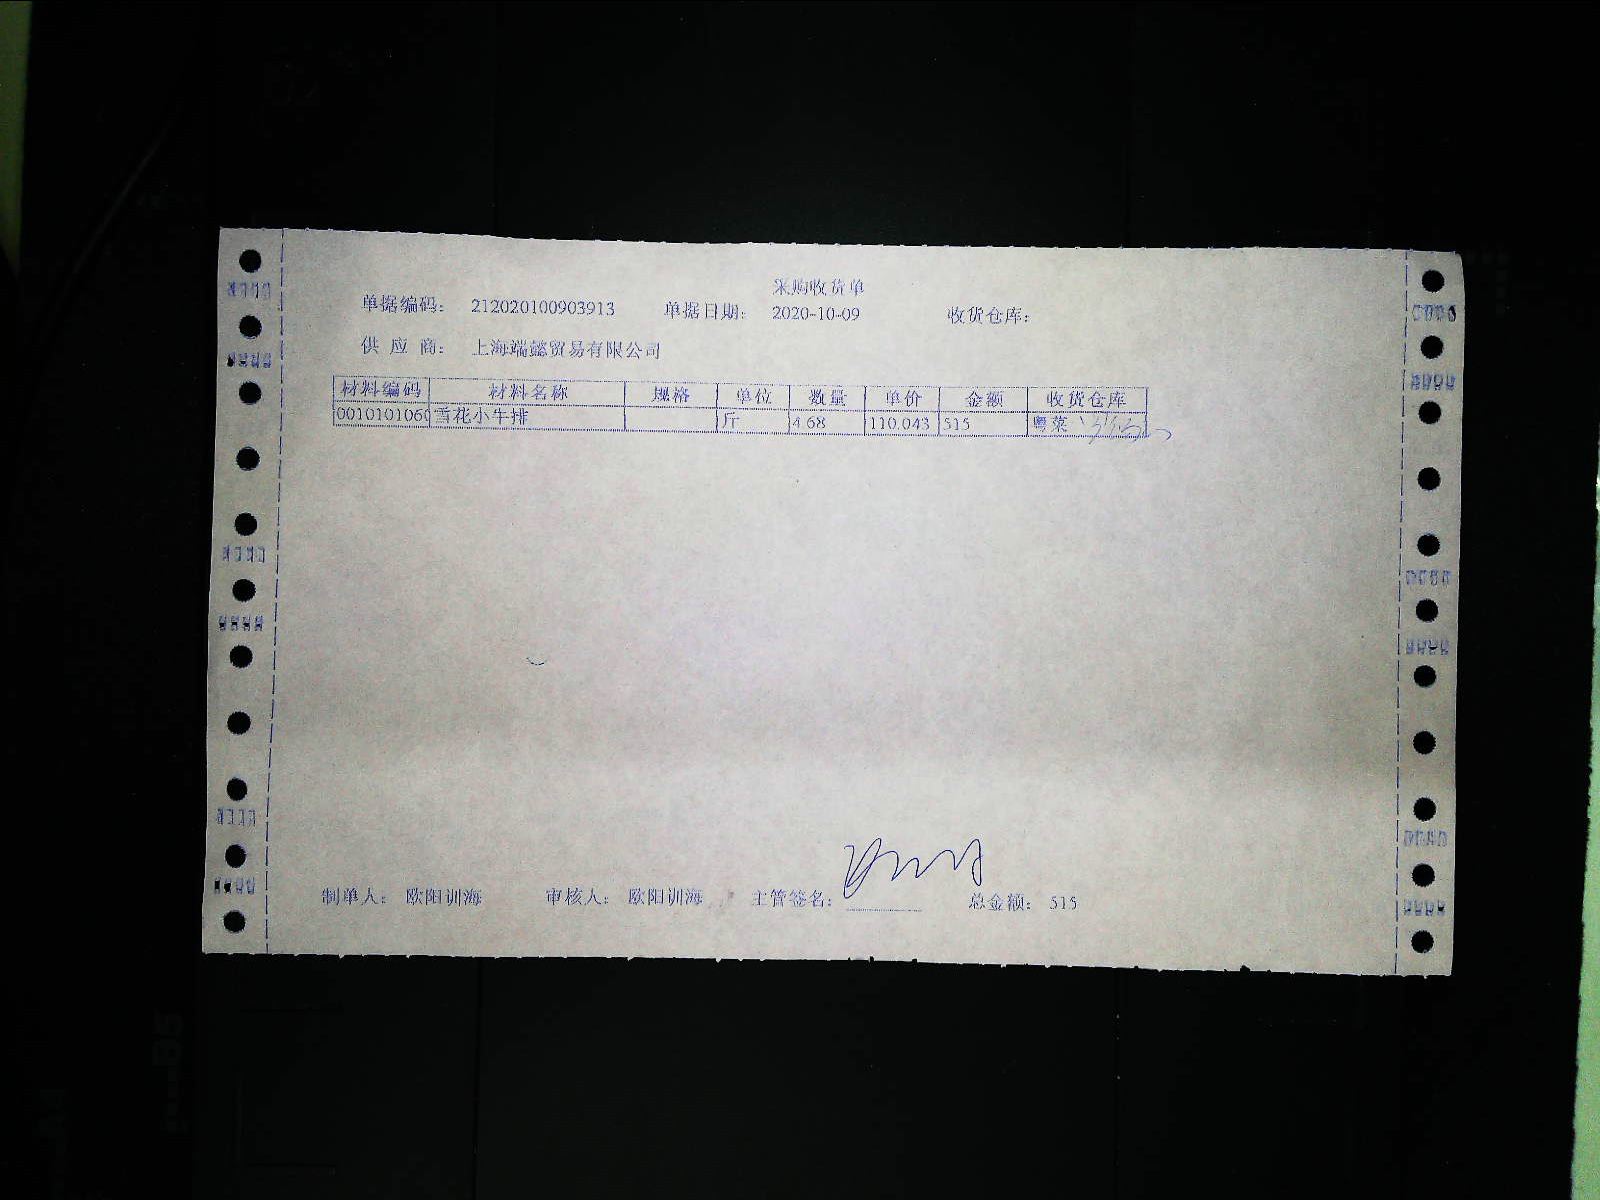 采购收货单
单据编码： 212020100903913 单据日期： 2020-10-09 收货仓库：
供 应 商： 上海端懿贸易有限公司
材料编码 材料名称 规格 单位 数量 单价 金额 收货仓库
0010101060 雪花小牛排 斤 4.68 110.043 515 粤菜
制单人： 欧阳训海 审核人： 欧阳训海 主管签名： 总金额： 515